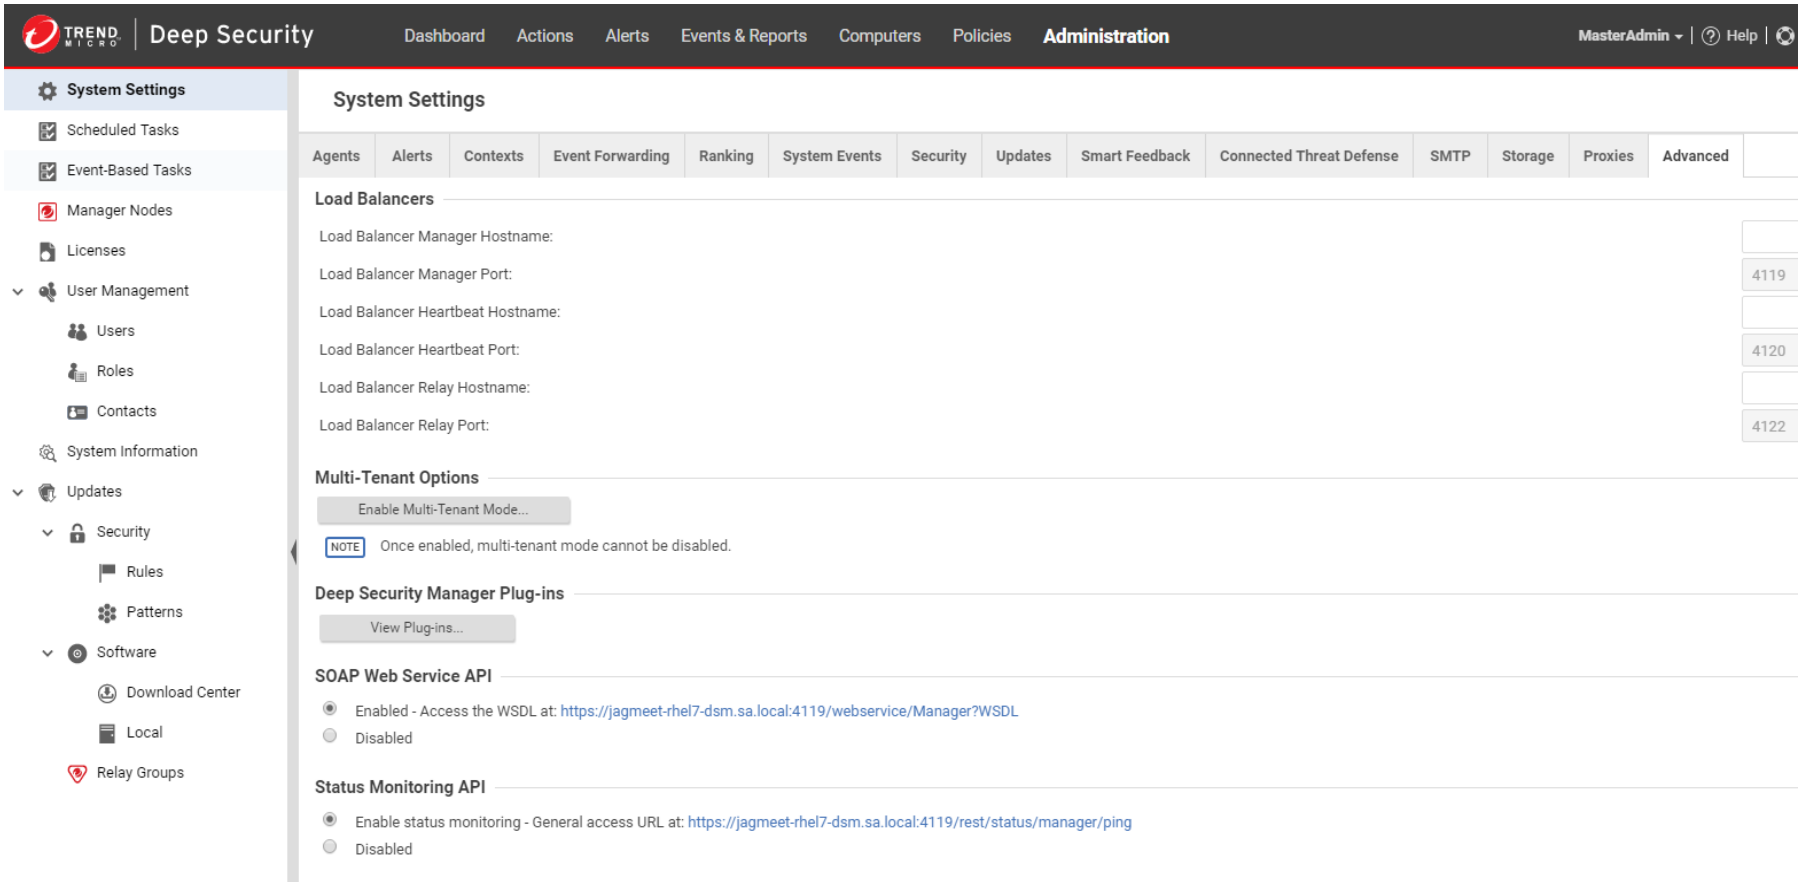 TREND MICRO | Deep Security Dashboard Actions Alerts Events & Reports Computers Policies Administration MasterAdmin | Help |
System Settings
Scheduled Tasks
Event-Based Tasks
Manager Nodes
Licenses
User Management
Users
Roles
Contacts
System Information
Updates
Security
Rules
Patterns
Software
Download Center
Local
Relay Groups
System Settings
Agents Alerts Contexts Event Forwarding Ranking System Events Security Updates Smart Feedback Connected Threat Defense SMTP Storage Proxies Advanced
Load Balancers
Load Balancer Manager Hostname:
Load Balancer Manager Port: 4119
Load Balancer Heartbeat Hostname:
Load Balancer Heartbeat Port: 4120
Load Balancer Relay Hostname:
Load Balancer Relay Port: 4122
Multi-Tenant Options
Enable Multi-Tenant Mode...
NOTE Once enabled, multi-tenant mode cannot be disabled.
Deep Security Manager Plug-ins
View Plug-ins...
SOAP Web Service API
Enabled - Access the WSDL at: https://jagmeet-rhel7-dsm.sa.local:4119/webservice/Manager?WSDL
Disabled
Status Monitoring API
Enable status monitoring - General access URL at: https://jagmeet-rhel7-dsm.sa.local:4119/rest/status/manager/ping
Disabled